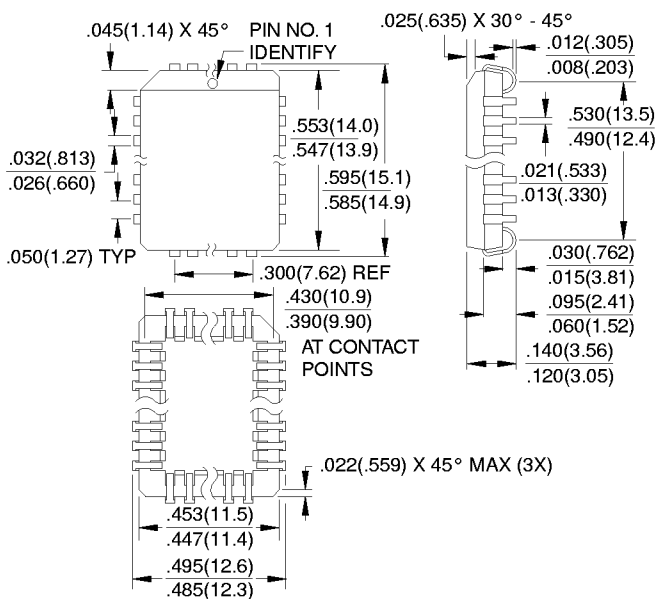 .045(1.14) X 45°
PIN NO. 1
IDENTIFY
.025(.635) X 30° - 45°
.012(.305)
.008(.203)
.530(13.5)
.490(12.4)
.553(14.0)
.547(13.9)
.032(.813)
.026(.660)
.595(15.1)
.585(14.9)
.021(.533)
.013(.330)
.050(1.27) TYP
.300(7.62) REF
.030(.762)
.015(3.81)
.430(10.9)
.390(9.90)
AT CONTACT
POINTS
.095(2.41)
.060(1.52)
.140(3.56)
.120(3.05)
.022(.559) X 45° MAX (3X)
.453(11.5)
.447(11.4)
.495(12.6)
.485(12.3)